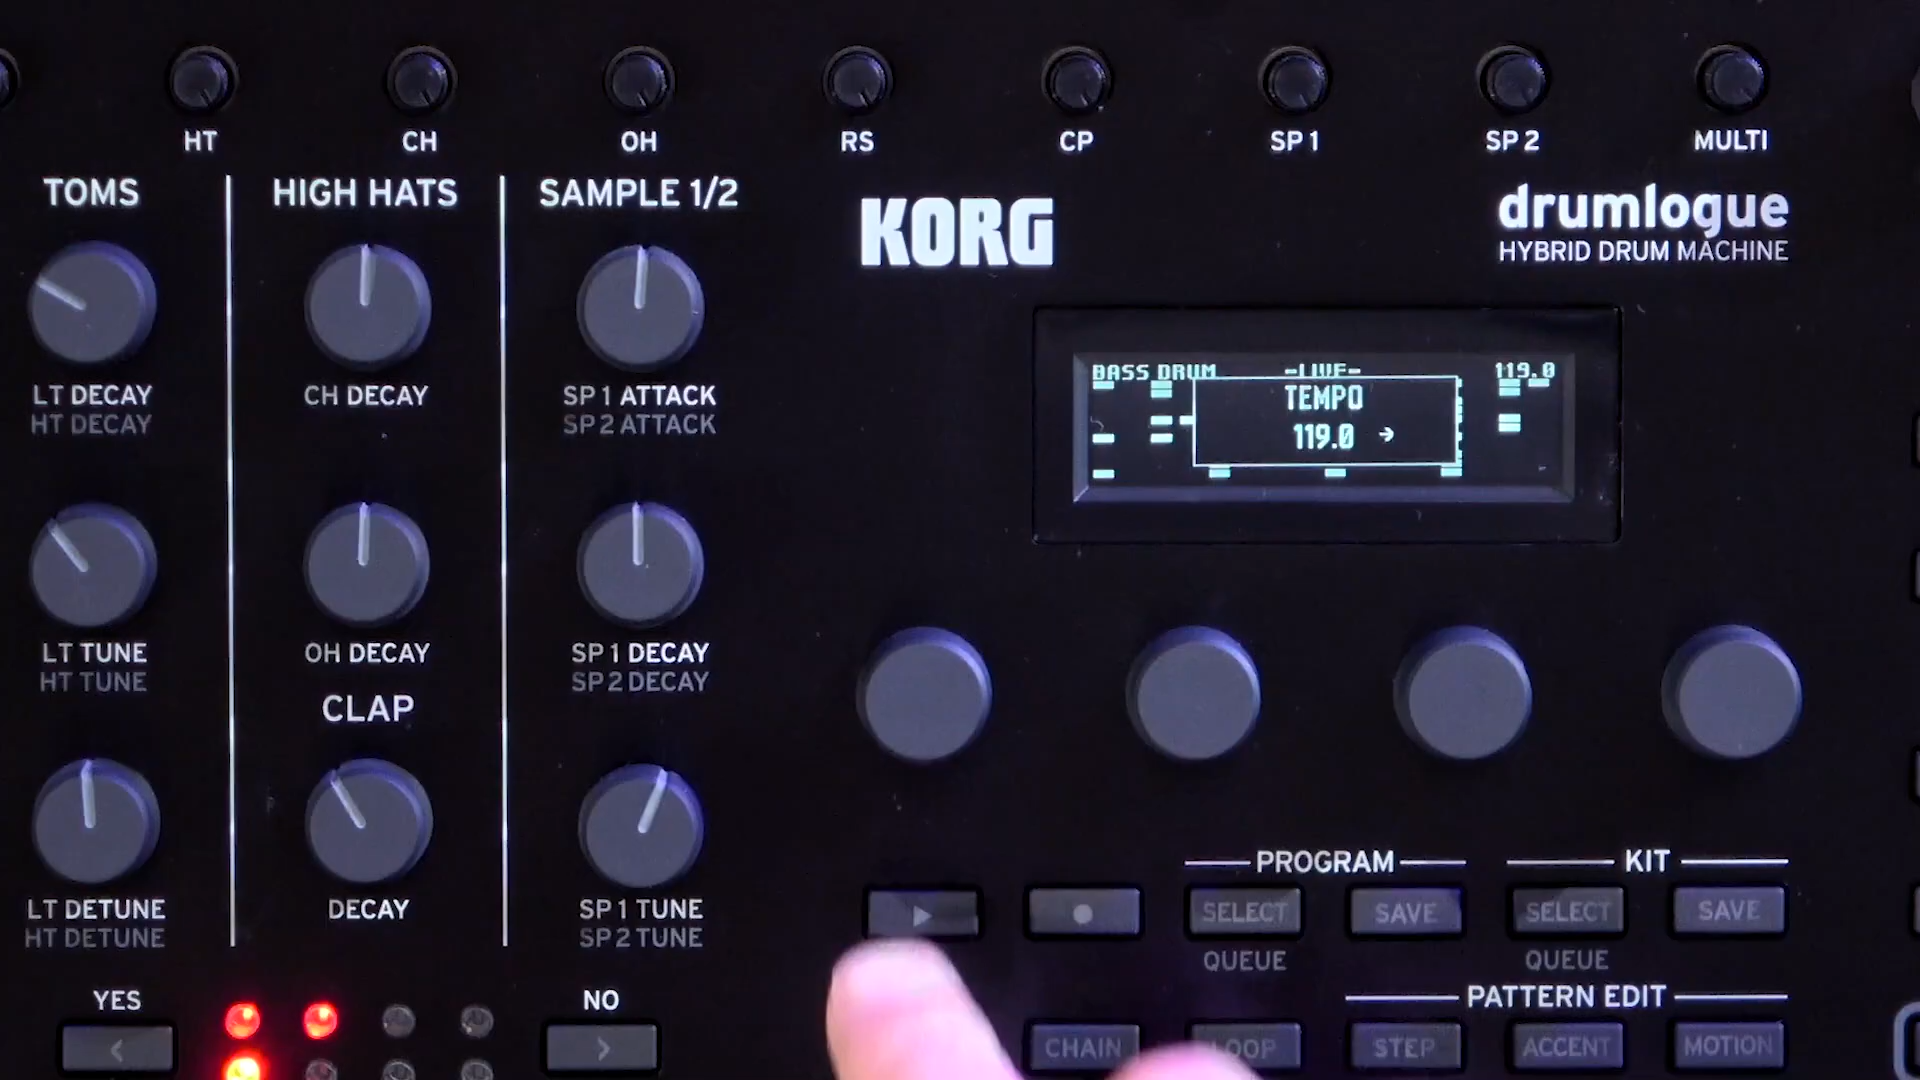 HT CH OH RS CP SP 1 SP 2 MULTI
TOMS HIGH HATS SAMPLE 1/2
KORG
drumlogue
HYBRID DRUM MACHINE
BASS DRUM -LIVE- 119.0
TEMPO
119.0 →
LT DECAY CH DECAY SP 1 ATTACK
HT DECAY SP 2 ATTACK
LT TUNE OH DECAY SP 1 DECAY
HT TUNE SP 2 DECAY
CLAP
LT DETUNE DECAY SP 1 TUNE
HT DETUNE SP 2 TUNE
PROGRAM KIT
SELECT SAVE SELECT SAVE
QUEUE QUEUE
YES NO PATTERN EDIT
CHAIN LOOP STEP ACCENT MOTION